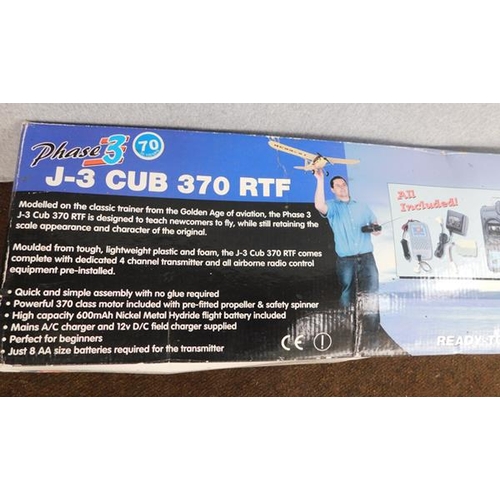 Phase 3 70
J-3 CUB 370 RTF
Modelled on the classic trainer from the Golden Age of aviation, the Phase 3
J-3 Cub 370 RTF is designed to teach newcomers to fly, while still retaining the
scale appearance and character of the original.
Moulded from tough, lightweight plastic and foam, the J-3 Cub 370 RTF comes
complete with dedicated 4 channel transmitter and all airborne radio control
equipment pre-installed.
• Quick and simple assembly with no glue required
• Powerful 370 class motor included with pre-fitted propeller & safety spinner
• High capacity 600mAh Nickel Metal Hydride flight battery included
• Mains A/C charger and 12v D/C field charger supplied
• Perfect for beginners
• Just 8 AA size batteries required for the transmitter
All
Included!
CE
READY T